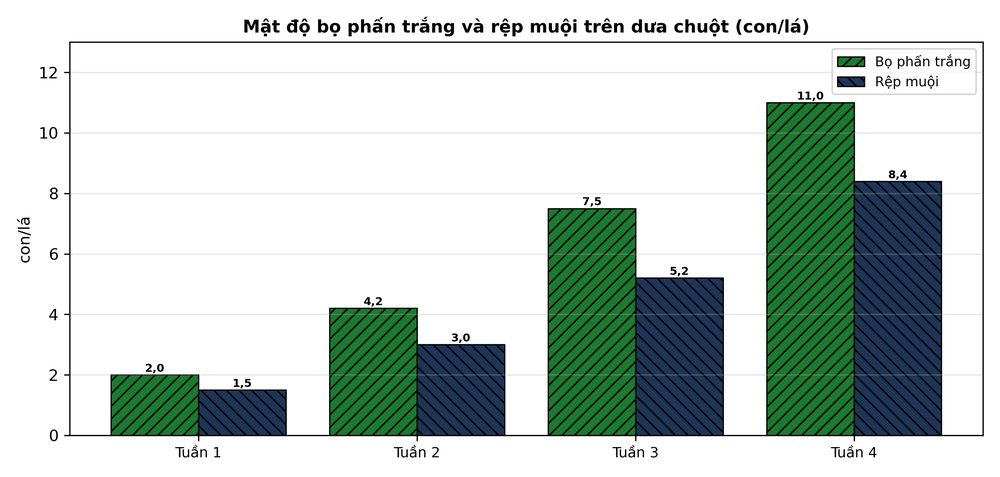 Mật độ bọ phấn trắng và rệp muội trên dưa chuột (con/lá)
Bọ phấn trắng
Rệp muội
con/lá
12
10
8
6
4
2
0
2,0
1,5
4,2
3,0
7,5
5,2
11,0
8,4
Tuần 1
Tuần 2
Tuần 3
Tuần 4